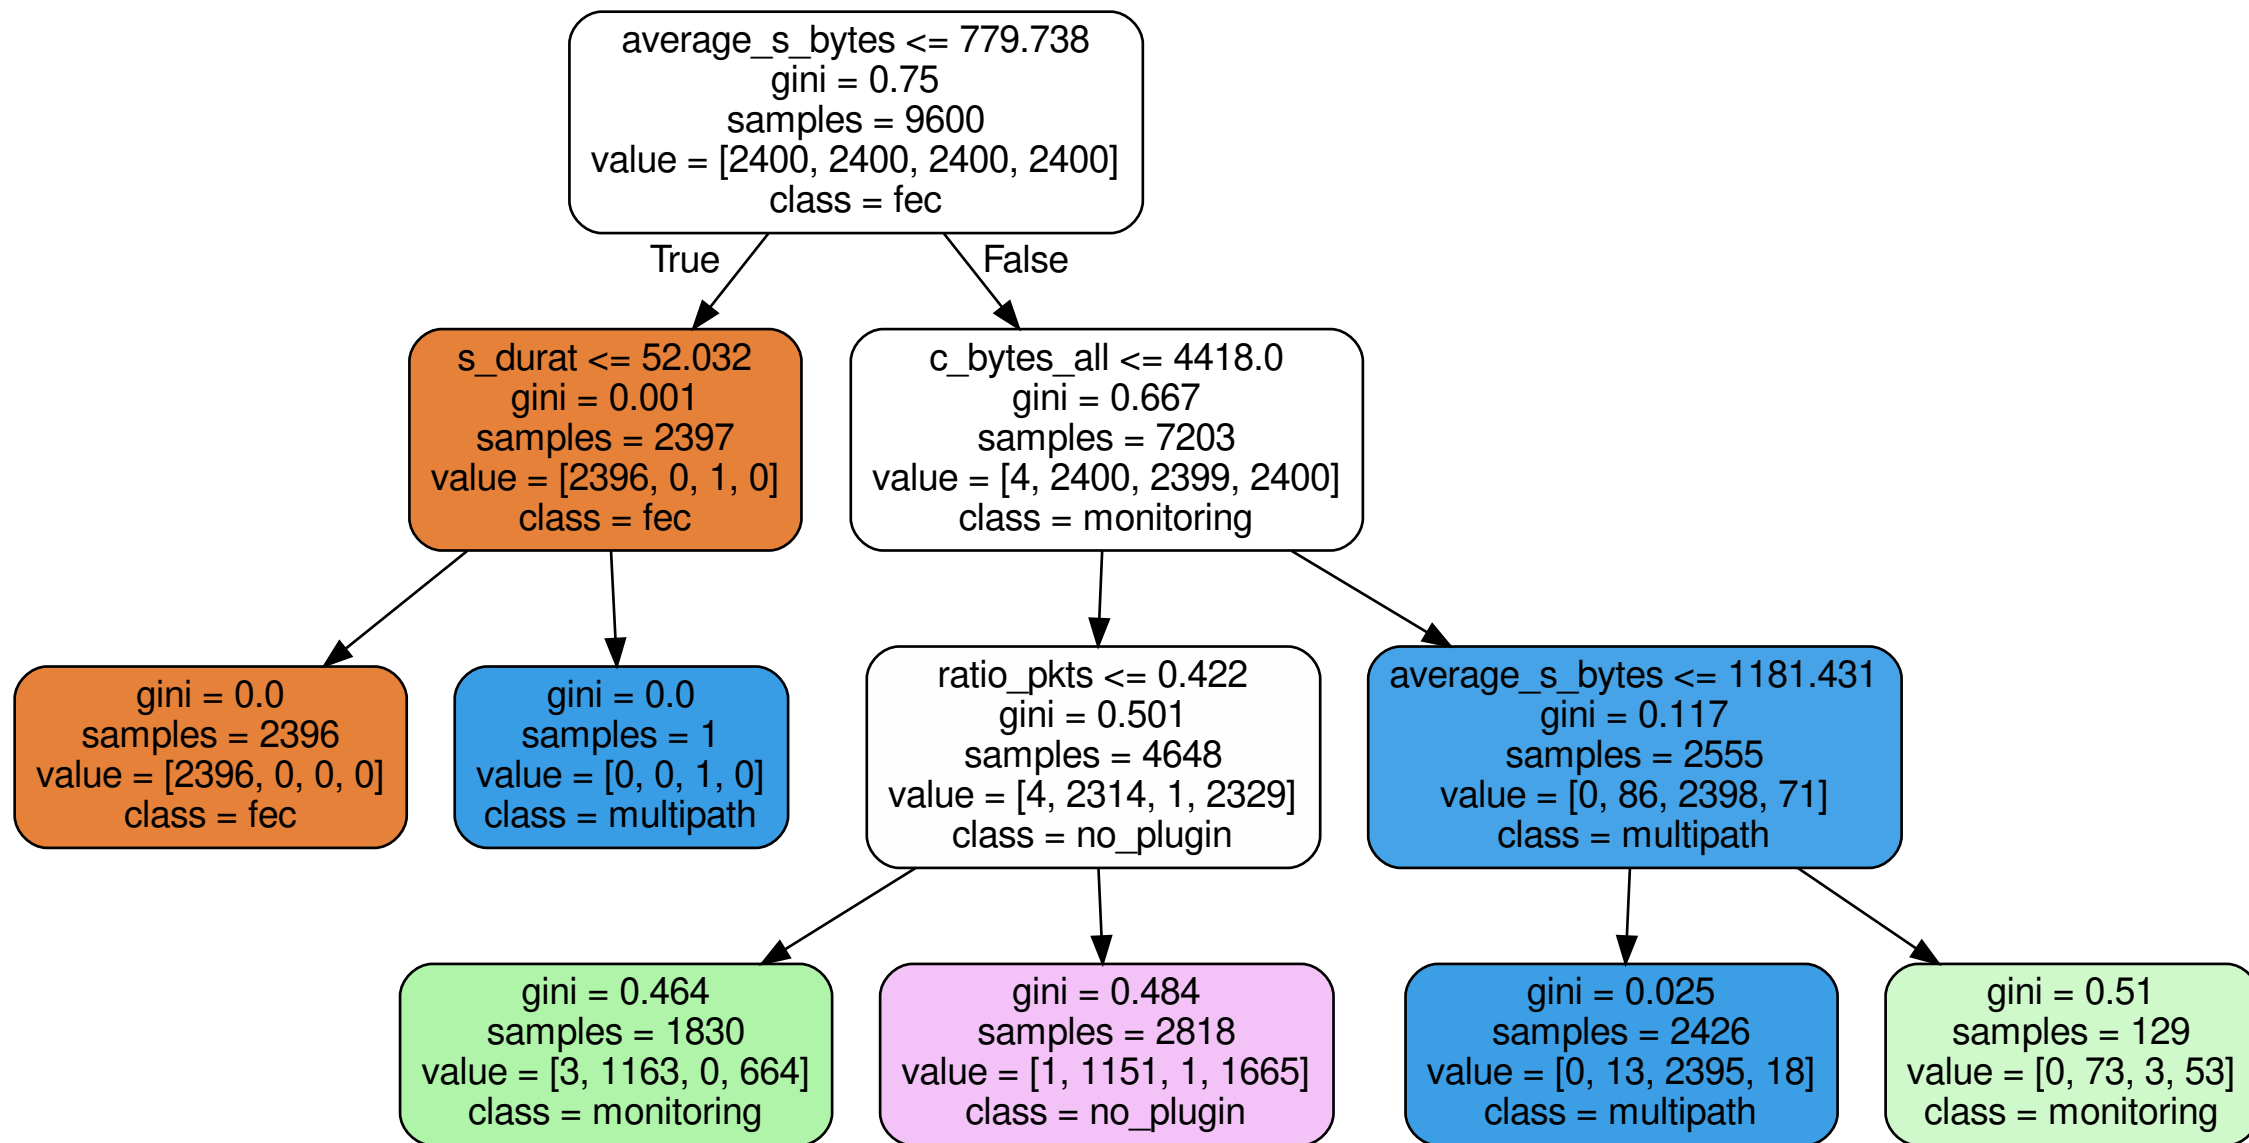 average_s_bytes <= 779.738
gini = 0.75
samples = 9600
value = [2400, 2400, 2400, 2400]
class = fec
True
False
s_durat <= 52.032
gini = 0.001
samples = 2397
value = [2396, 0, 1, 0]
class = fec
c_bytes_all <= 4418.0
gini = 0.667
samples = 7203
value = [4, 2400, 2399, 2400]
class = monitoring
gini = 0.0
samples = 2396
value = [2396, 0, 0, 0]
class = fec
gini = 0.0
samples = 1
value = [0, 0, 1, 0]
class = multipath
ratio_pkts <= 0.422
gini = 0.501
samples = 4648
value = [4, 2314, 1, 2329]
class = no_plugin
average_s_bytes <= 1181.431
gini = 0.117
samples = 2555
value = [0, 86, 2398, 71]
class = multipath
gini = 0.464
samples = 1830
value = [3, 1163, 0, 664]
class = monitoring
gini = 0.484
samples = 2818
value = [1, 1151, 1, 1665]
class = no_plugin
gini = 0.025
samples = 2426
value = [0, 13, 2395, 18]
class = multipath
gini = 0.51
samples = 129
value = [0, 73, 3, 53]
class = monitoring